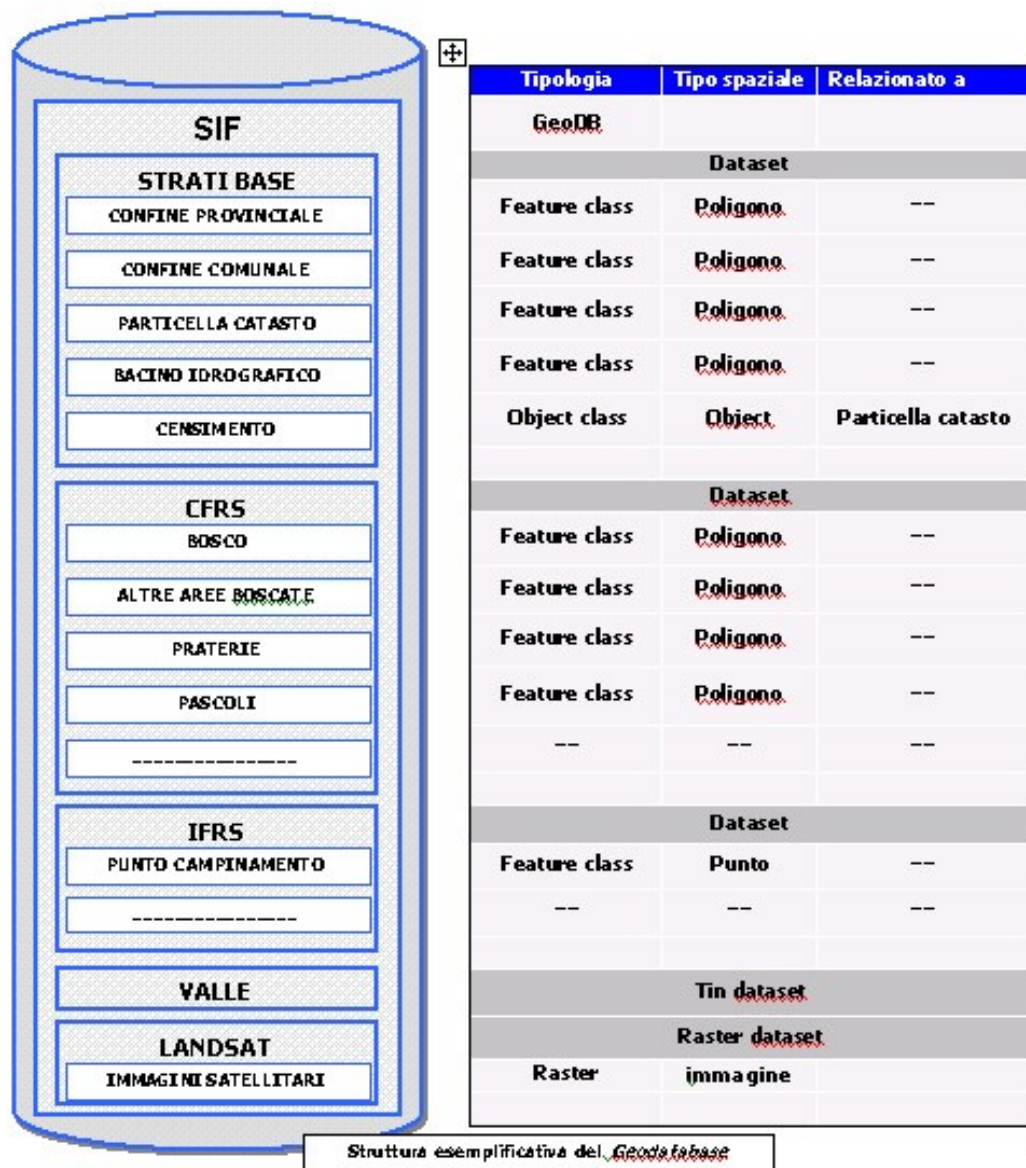 SIF
STRATI BASE
CONFINE PROVINCIALE
CONFINE COMUNALE
PARTICELLA CATASTO
BACINO IDROGRAFICO
CENSIMENTO
CFRS
BOSCO
ALTRE AREE BOSCATE
PRATERIE
PASCOLI
-----------------
IFRS
PUNTO CAMPINAMENTO
-----------------
VALLE
LANDSAT
IMMAGINI SATELLITARI
Tipologia Tipo spaziale Relazionato a
GeoDB
Dataset
Feature class Poligono --
Feature class Poligono --
Feature class Poligono --
Feature class Poligono --
Object class Object Particella catasto
Dataset
Feature class Poligono --
Feature class Poligono --
Feature class Poligono --
Feature class Poligono --
-- -- --
Dataset
Feature class Punto --
-- -- --
Tin dataset
Raster dataset
Raster immagine
Struttura esemplificativa del Geodatabase